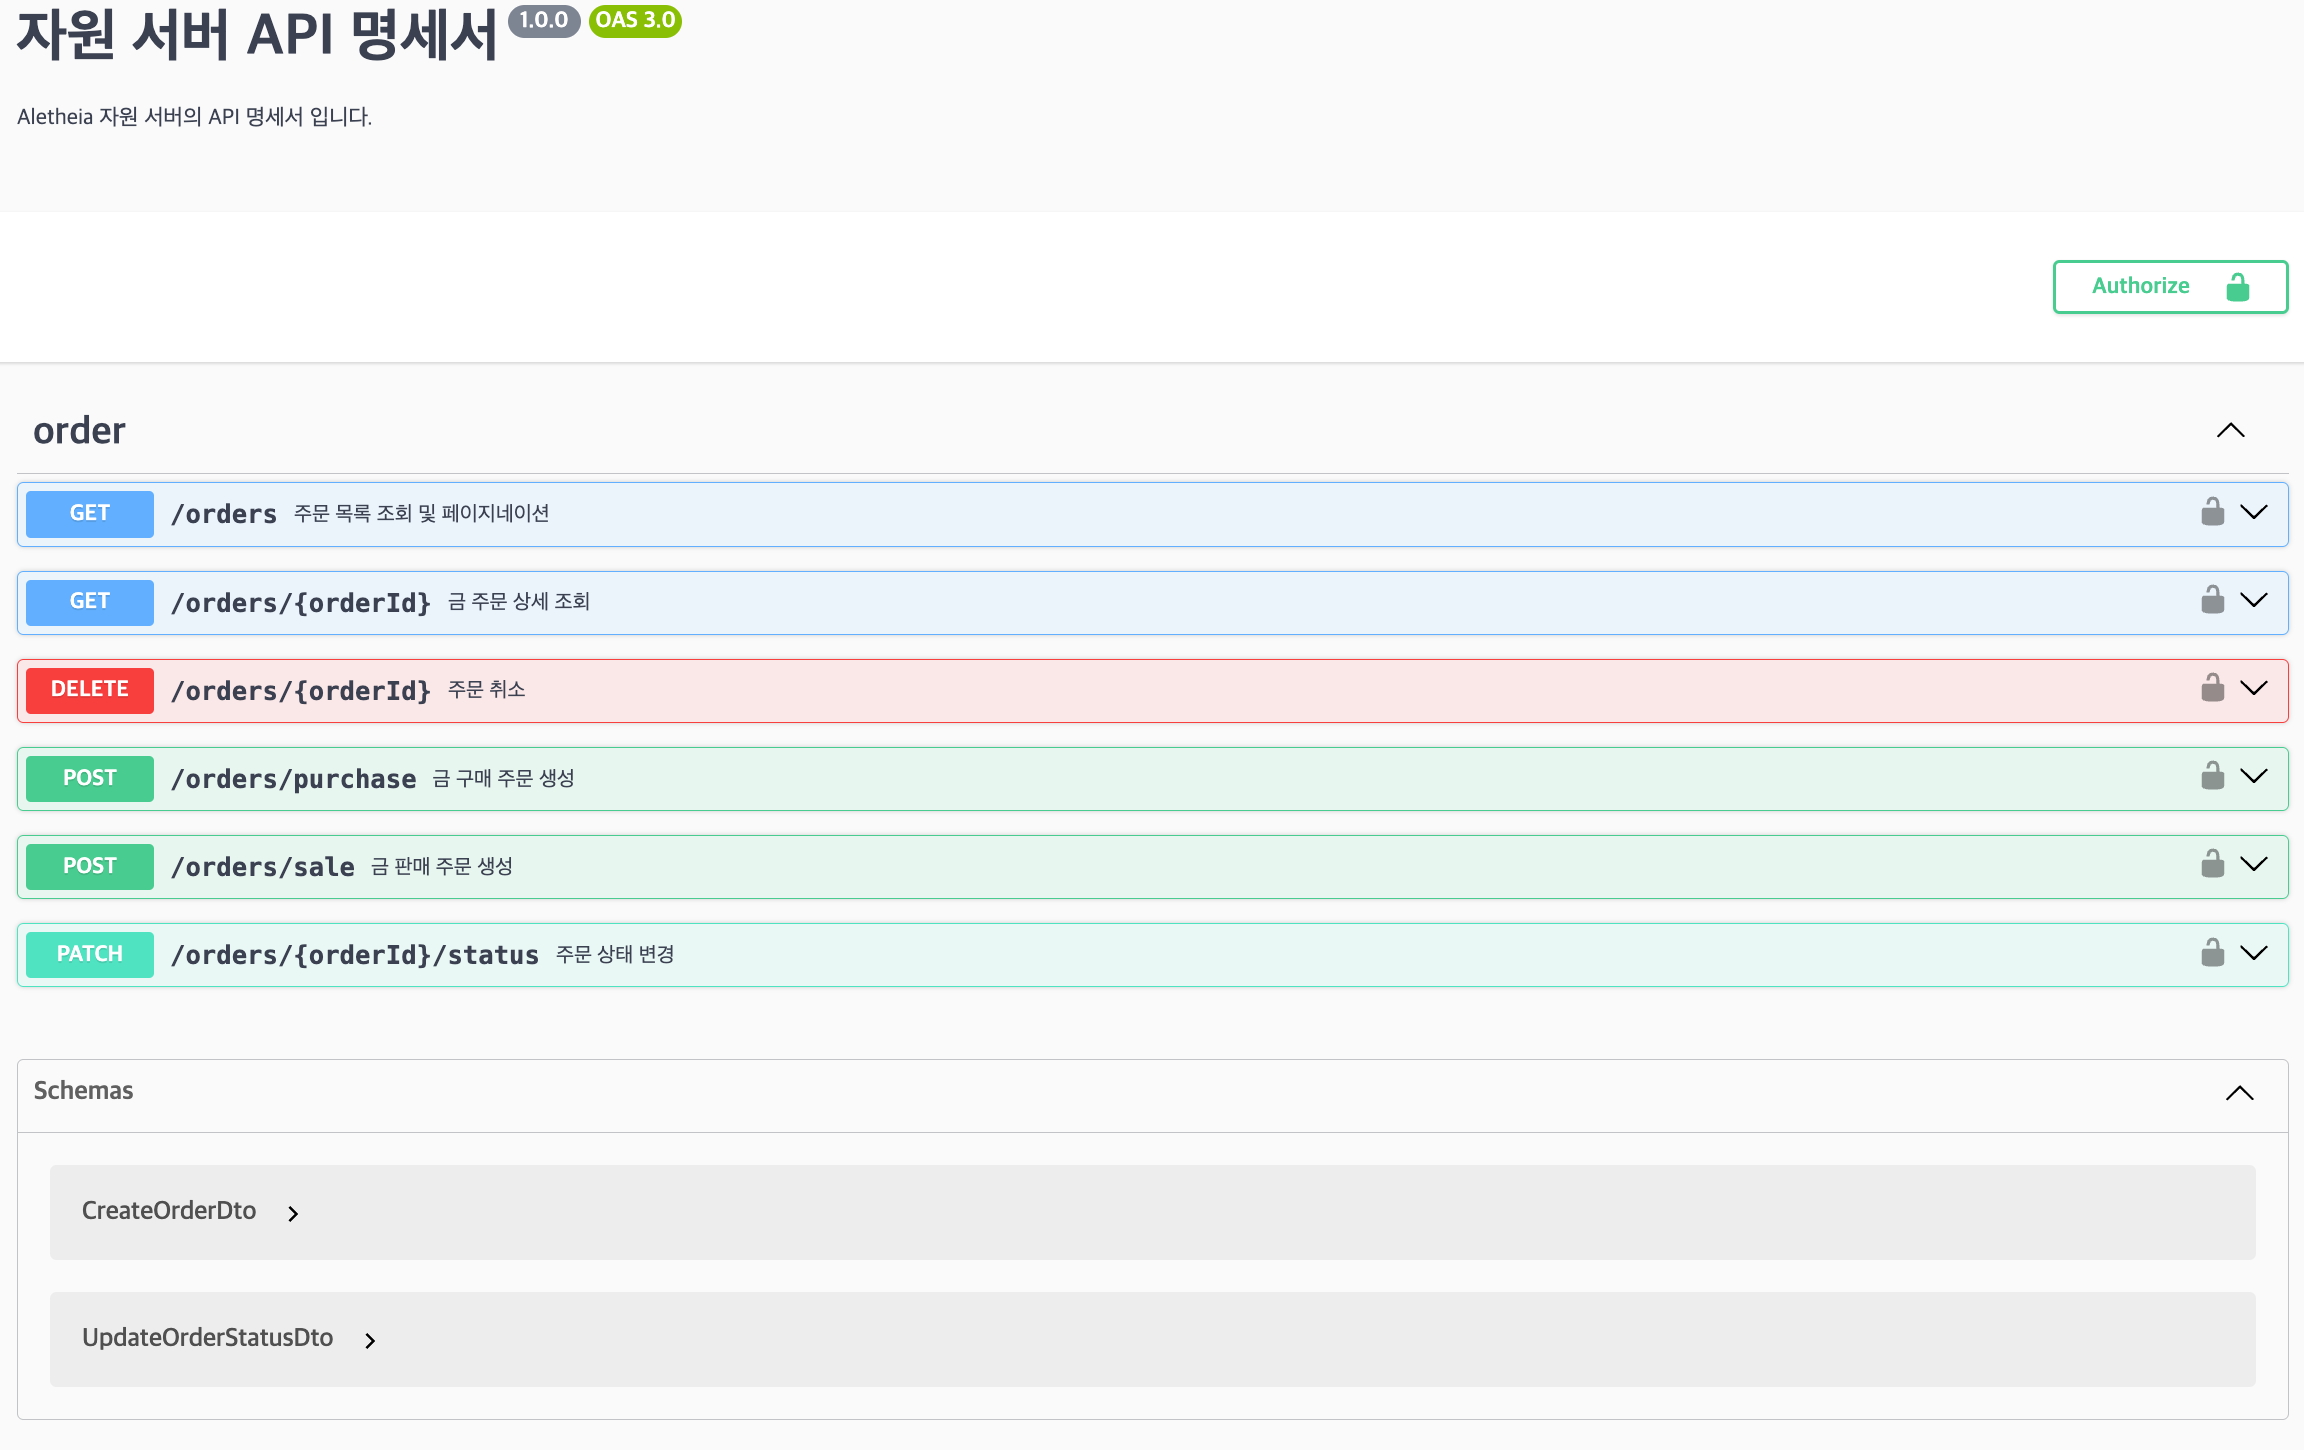 자원 서버 API 명세서 1.0.0 OAS 3.0
Aletheia 자원 서버의 API 명세서 입니다.
Authorize
order
GET /orders 주문 목록 조회 및 페이지네이션
GET /orders/{orderId} 금 주문 상세 조회
DELETE /orders/{orderId} 주문 취소
POST /orders/purchase 금 구매 주문 생성
POST /orders/sale 금 판매 주문 생성
PATCH /orders/{orderId}/status 주문 상태 변경
Schemas
CreateOrderDto
UpdateOrderStatusDto